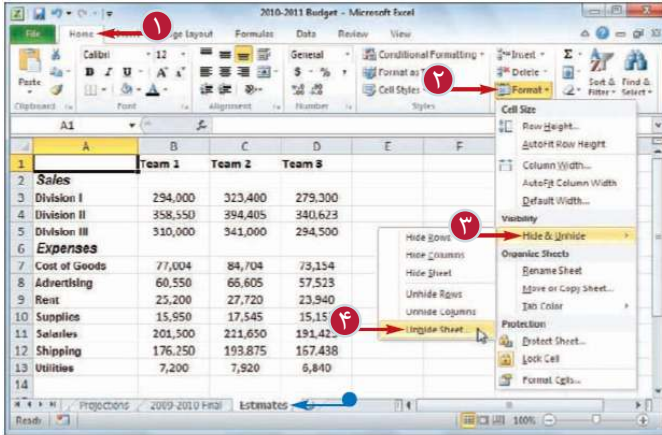 2010-2011 Budget - Microsoft Excel
File Home Page Layout Formulas Data Review View
۱
Calibri 12 General Conditional Formatting Insert Σ
Paste B I U A A $ % , Format as Delete Sort & Filter Find & Select
۲
Cell Styles Format
Clipboard Font Alignment Number Styles
A1
A B C D E F
1 Team 1 Team 2 Team 3
2 Sales
3 Division I 294,000 323,400 279,300
4 Division II 358,550 394,405 340,623
5 Division III 310,000 341,000 294,500
6 Expenses
7 Cost of Goods 77,004 84,704 73,154
8 Advertising 60,550 66,605 57,523
9 Rent 25,200 27,720 23,940
10 Supplies 15,950 17,545
11 Salaries 201,500 221,650
12 Shipping 176,250 193,875 167,438
13 Utilities 7,200 7,920 6,840
14
Cell Size
Row Height...
AutoFit Row Height
Column Width...
AutoFit Column Width
Default Width...
Visibility
۳
Hide & Unhide
Organize Sheets
Rename Sheet
Move or Copy Sheet...
Tab Color
Protection
Protect Sheet...
Lock Cell
Format Cells...
Hide Rows
Hide Columns
Hide Sheet
Unhide Rows
Unhide Columns
۴
Unhide Sheet...
Projections 2009-2010 Final Estimates
Ready 100%